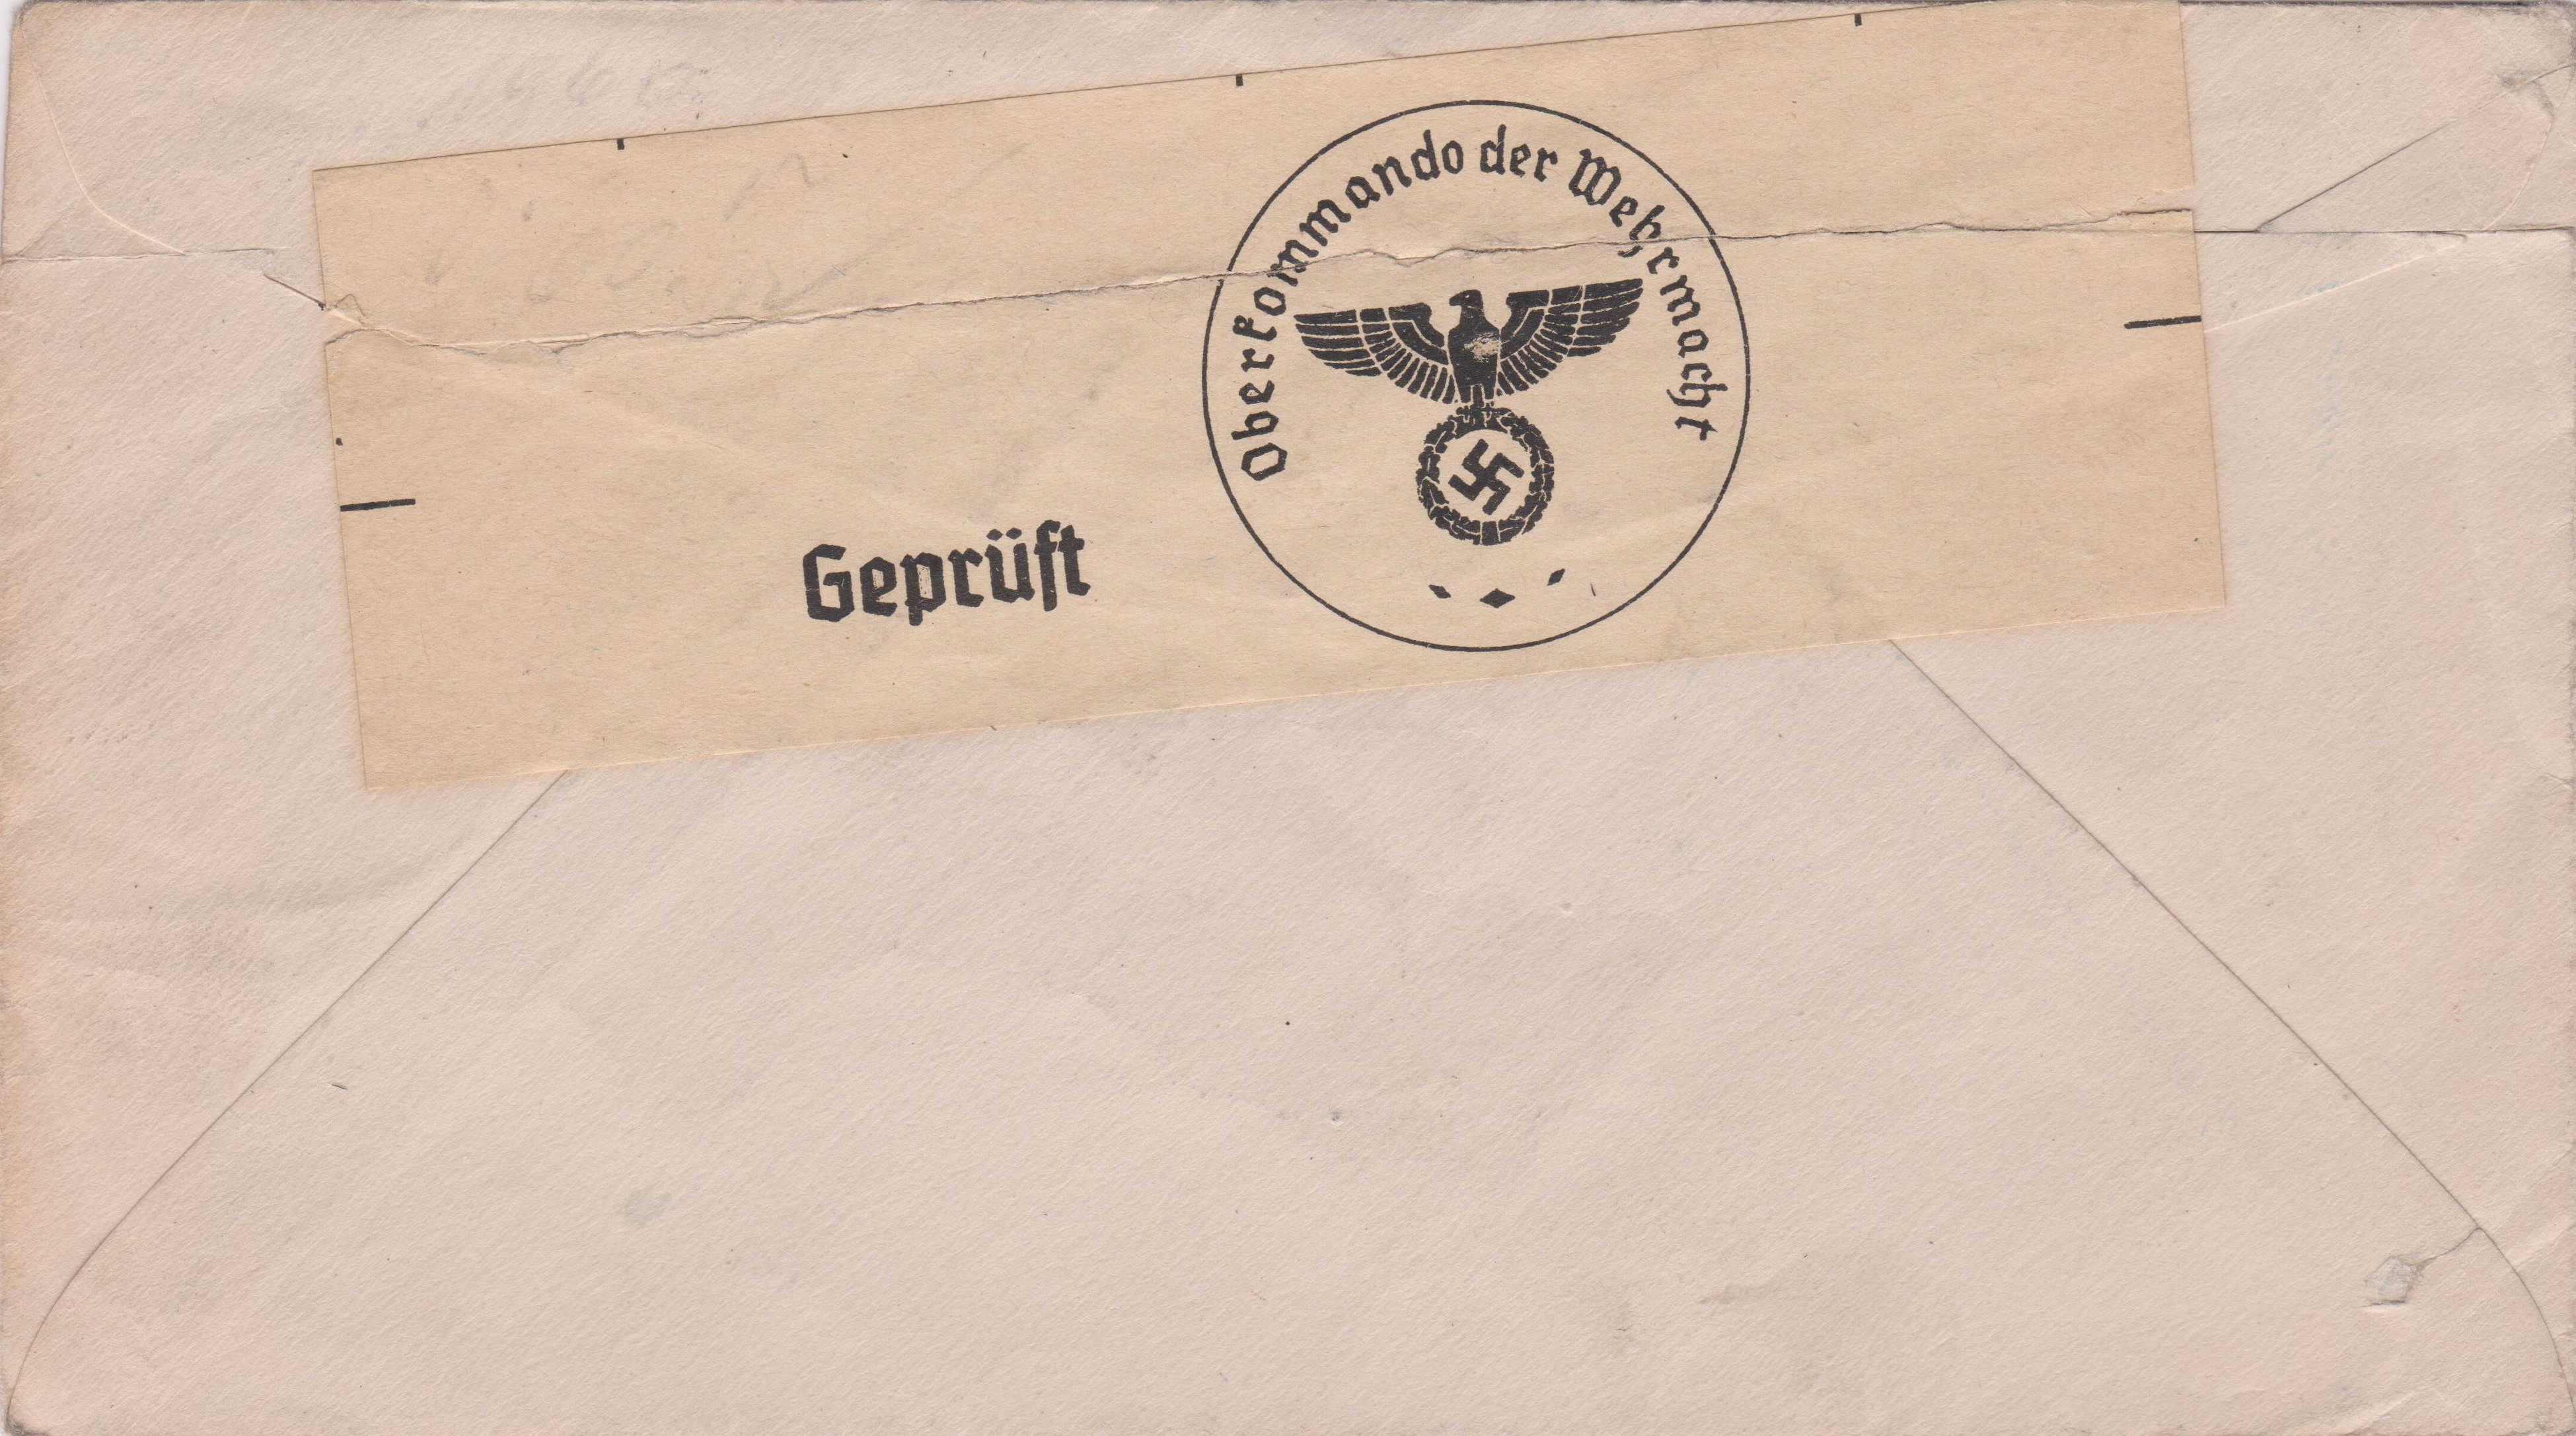 Oberkommando der Wehrmacht
Geprüft